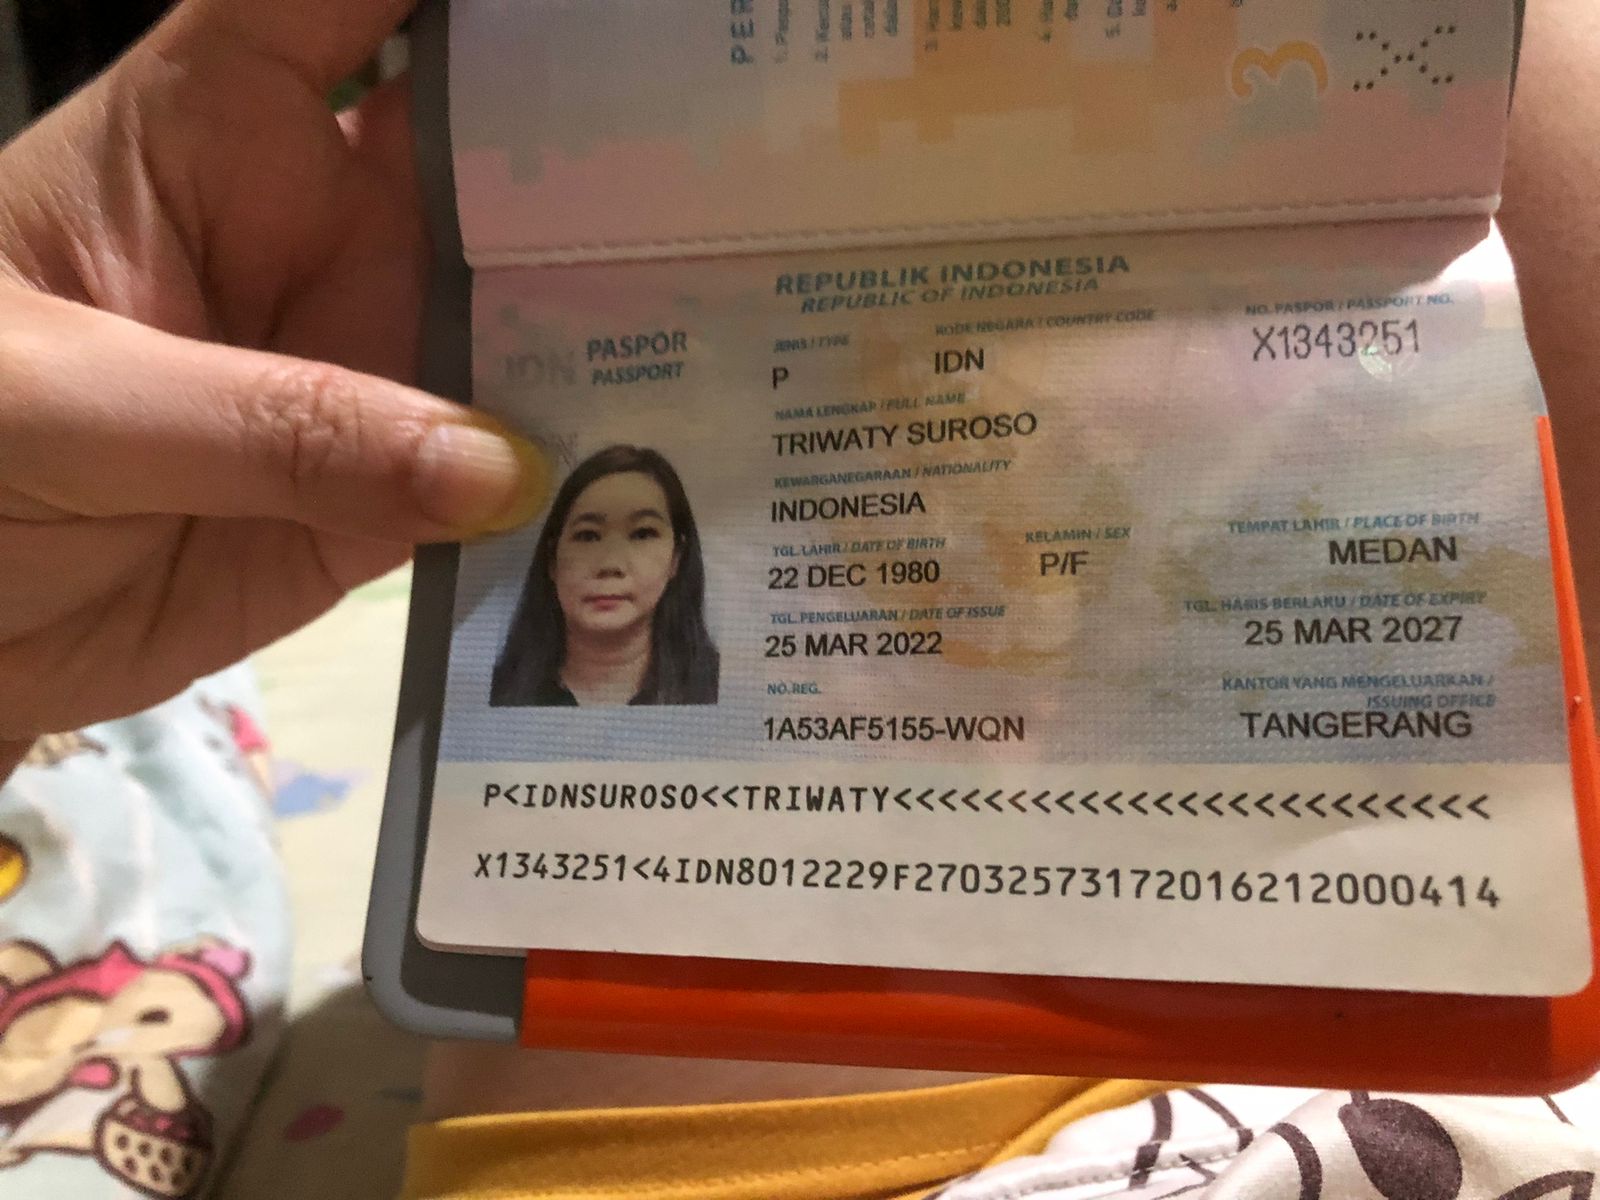 PER
3
REPUBLIK INDONESIA
REPUBLIC OF INDONESIA
IDN PASPOR
PASSPORT
JENIS / TYPE
KODE NEGARA / COUNTRY CODE
NO. PASPOR / PASSPORT NO.
P
IDN
X1343251
NAMA LENGKAP / FULL NAME
TRIWATY SUROSO
KEWARGANEGARAAN / NATIONALITY
INDONESIA
TGL. LAHIR / DATE OF BIRTH
KELAMIN / SEX
TEMPAT LAHIR / PLACE OF BIRTH
22 DEC 1980
P/F
MEDAN
TGL. PENGELUARAN / DATE OF ISSUE
TGL. HABIS BERLAKU / DATE OF EXPIRY
25 MAR 2022
25 MAR 2027
NO. REG.
KANTOR YANG MENGELUARKAN /
ISSUING OFFICE
1A53AF5155-WQN
TANGERANG
P<IDNSUROSO<<TRIWATY<<<<<<<<<<<<<<<<<<<<<<<<
X1343251<4IDN8012229F27032573172016212000414